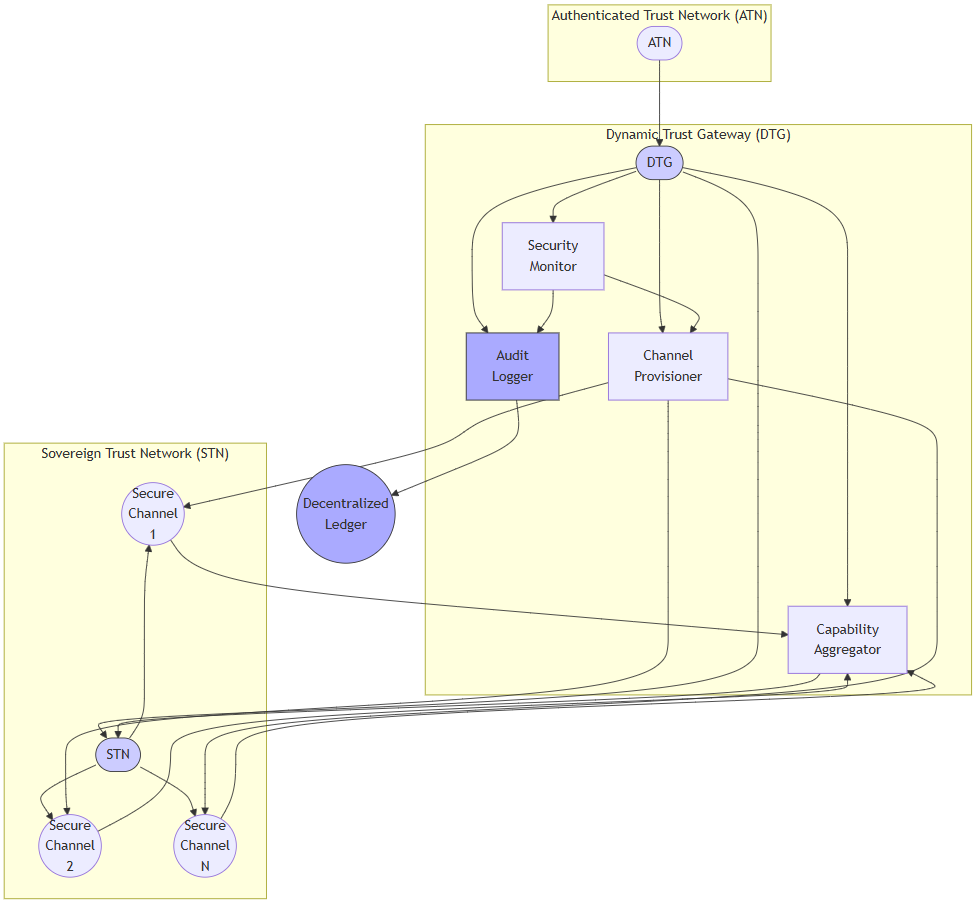 Authenticated Trust Network (ATN)
ATN
Dynamic Trust Gateway (DTG)
DTG
Security
Monitor
Audit
Logger
Channel
Provisioner
Sovereign Trust Network (STN)
Secure
Channel
1
Decentralized
Ledger
Capability
Aggregator
STN
Secure
Channel
2
Secure
Channel
N